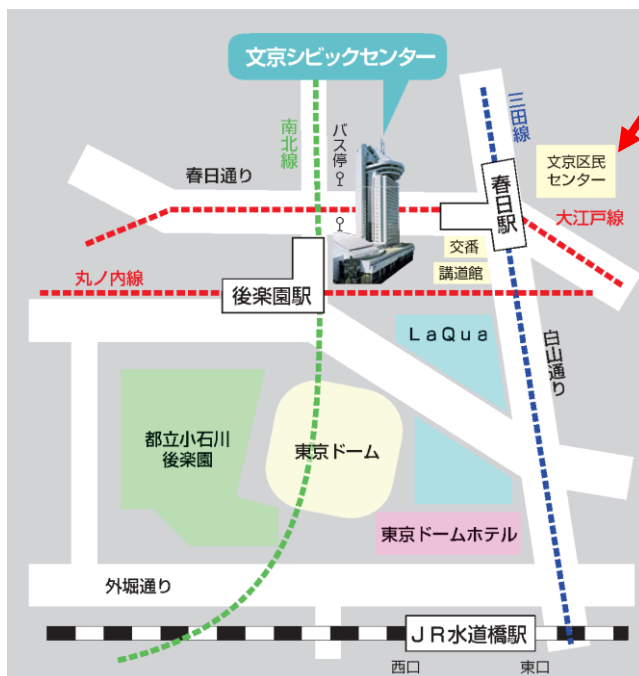 文京シビックセンター
南北線
バス停
三田線
文京区民
センター
春日通り
春日駅
大江戸線
交番
講道館
丸ノ内線
後楽園駅
LaQua
白山通り
都立小石川
後楽園
東京ドーム
東京ドームホテル
外堀通り
JR水道橋駅
西口
東口